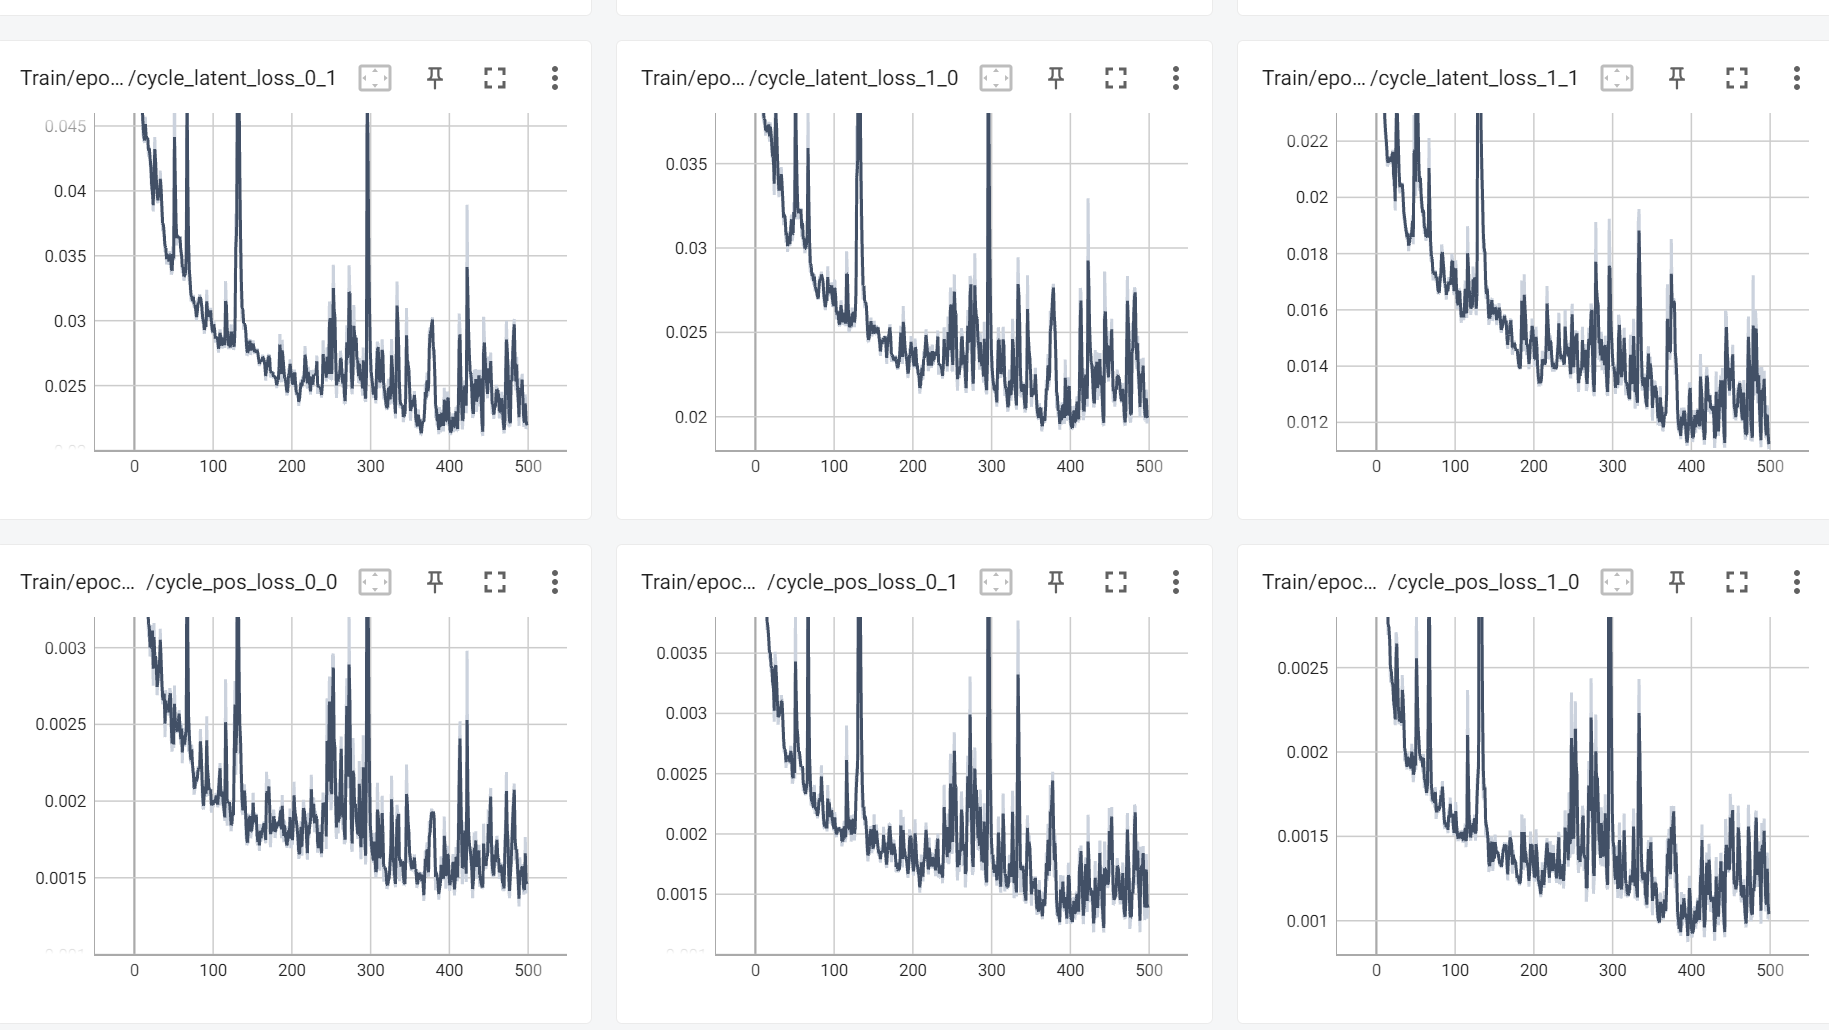 Train/epo... /cycle_latent_loss_0_1
0.045
0.04
0.035
0.03
0.025
0 100 200 300 400 500
Train/epo... /cycle_latent_loss_1_0
0.035
0.03
0.025
0.02
0 100 200 300 400 500
Train/epo... /cycle_latent_loss_1_1
0.022
0.02
0.018
0.016
0.014
0.012
0 100 200 300 400 500
Train/epoc... /cycle_pos_loss_0_0
0.003
0.0025
0.002
0.0015
0 100 200 300 400 500
Train/epoc... /cycle_pos_loss_0_1
0.0035
0.003
0.0025
0.002
0.0015
0 100 200 300 400 500
Train/epoc... /cycle_pos_loss_1_0
0.0025
0.002
0.0015
0.001
0 100 200 300 400 500